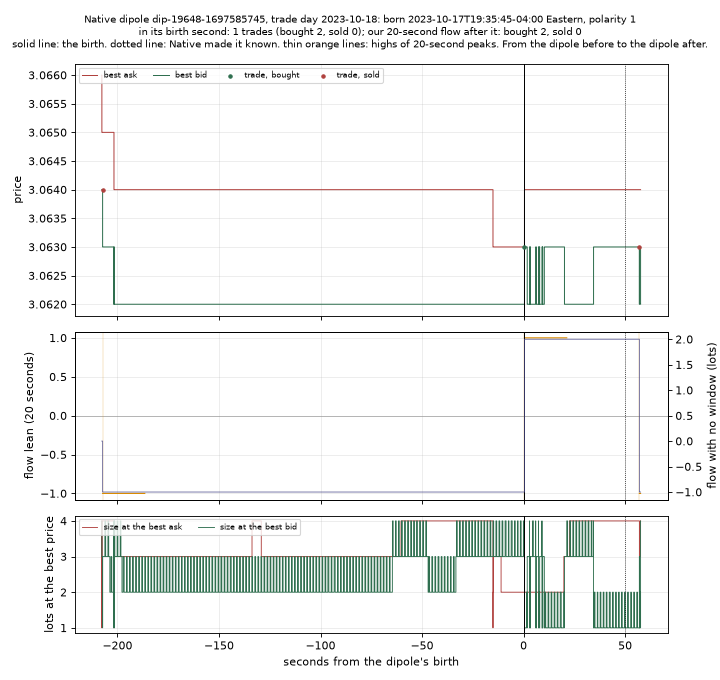 Native dipole dip-19648-1697585745, trade day 2023-10-18: born 2023-10-17T19:35:45-04:00 Eastern, polarity 1
in its birth second: 1 trades (bought 2, sold 0); our 20-second flow after it: bought 2, sold 0
solid line: the birth. dotted line: Native made it known. thin orange lines: highs of 20-second peaks. From the dipole before to the dipole after.
best ask best bid trade, bought trade, sold
3.0660
3.0655
3.0650
3.0645
3.0640
3.0635
3.0630
3.0625
3.0620
price
1.0
0.5
0.0
−0.5
−1.0
flow lean (20 seconds)
2.0
1.5
1.0
0.5
0.0
−0.5
−1.0
flow with no window (lots)
size at the best ask size at the best bid
4
3
2
1
lots at the best price
−200 −150 −100 −50 0 50
seconds from the dipole's birth